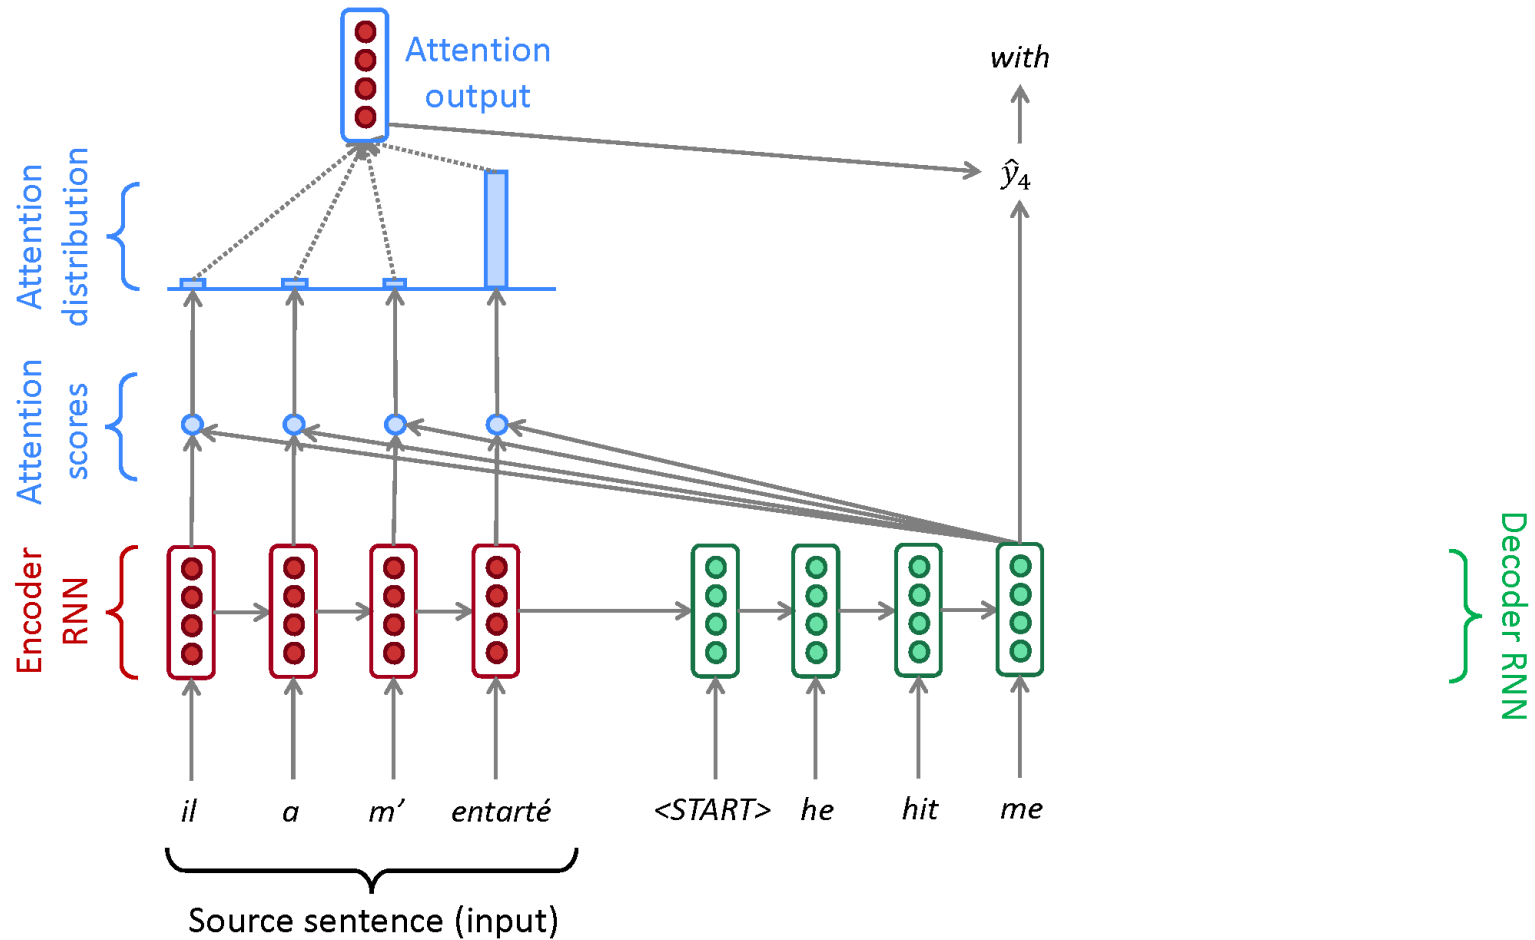 Attention
output
with
ŷ₄
Attention
distribution
Attention
scores
Encoder
RNN
Decoder RNN
il a m’ entarté <START> he hit me
Source sentence (input)